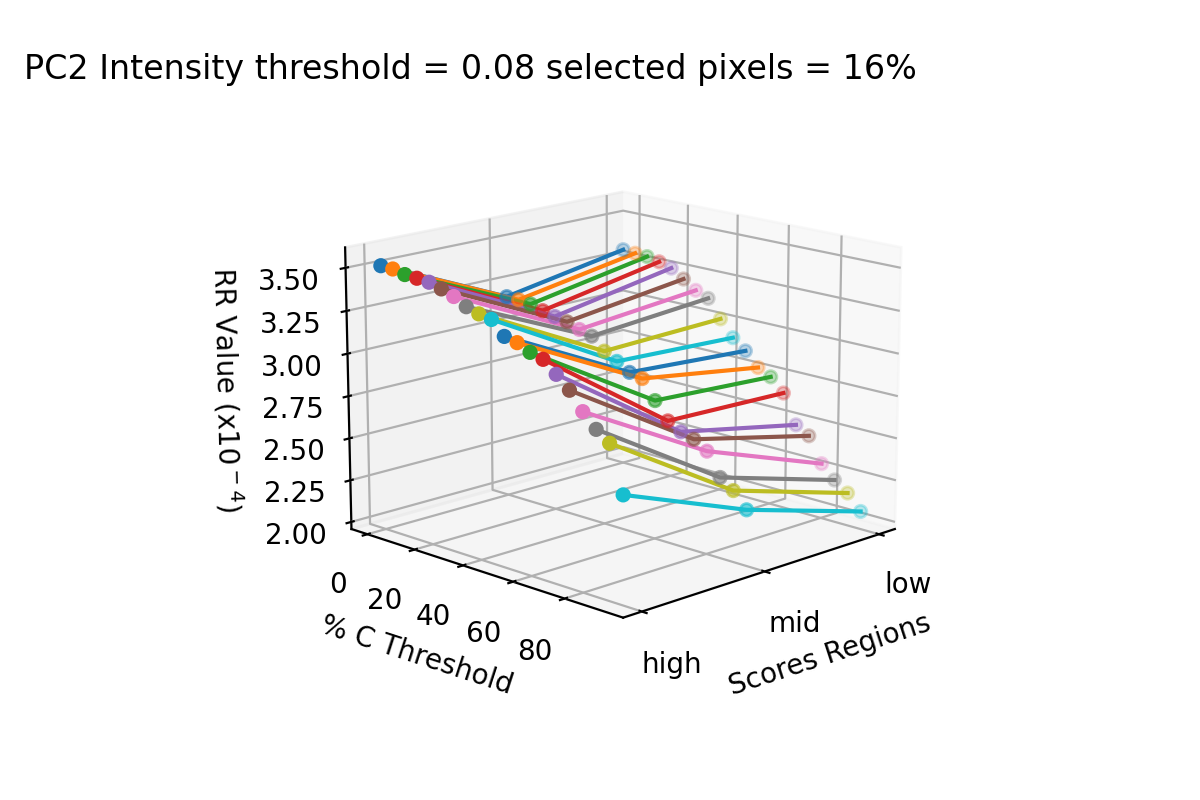 PC2 Intensity threshold = 0.08 selected pixels = 16%
RR Value (x10⁻⁴)
3.50
3.25
3.00
2.75
2.50
2.25
2.00
0
20
40
60
80
% C Threshold
high
mid
low
Scores Regions